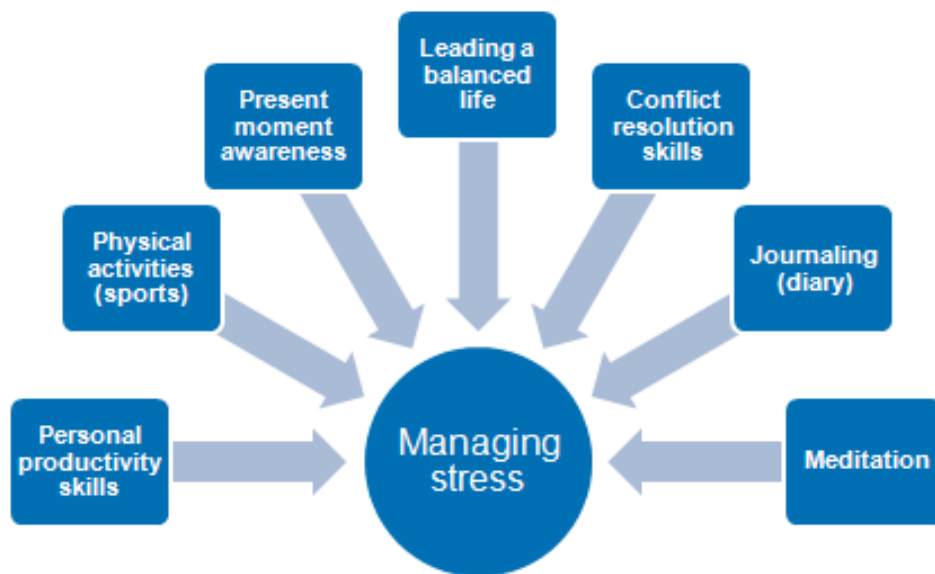 Leading a
balanced
life
Present
moment
awareness
Conflict
resolution
skills
Physical
activities
(sports)
Journaling
(diary)
Personal
productivity
skills
Managing
stress
Meditation